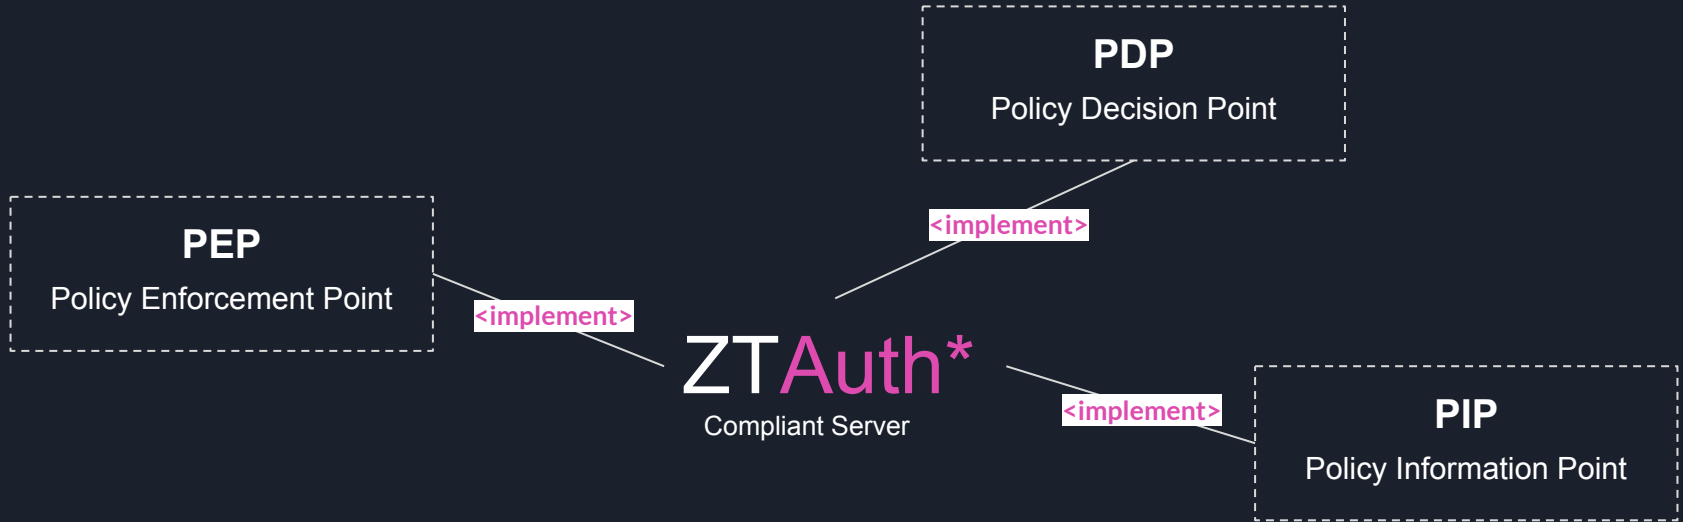 PDP
Policy Decision Point
<implement>
PEP
Policy Enforcement Point
<implement>
ZTAuth*
Compliant Server
<implement>
PIP
Policy Information Point